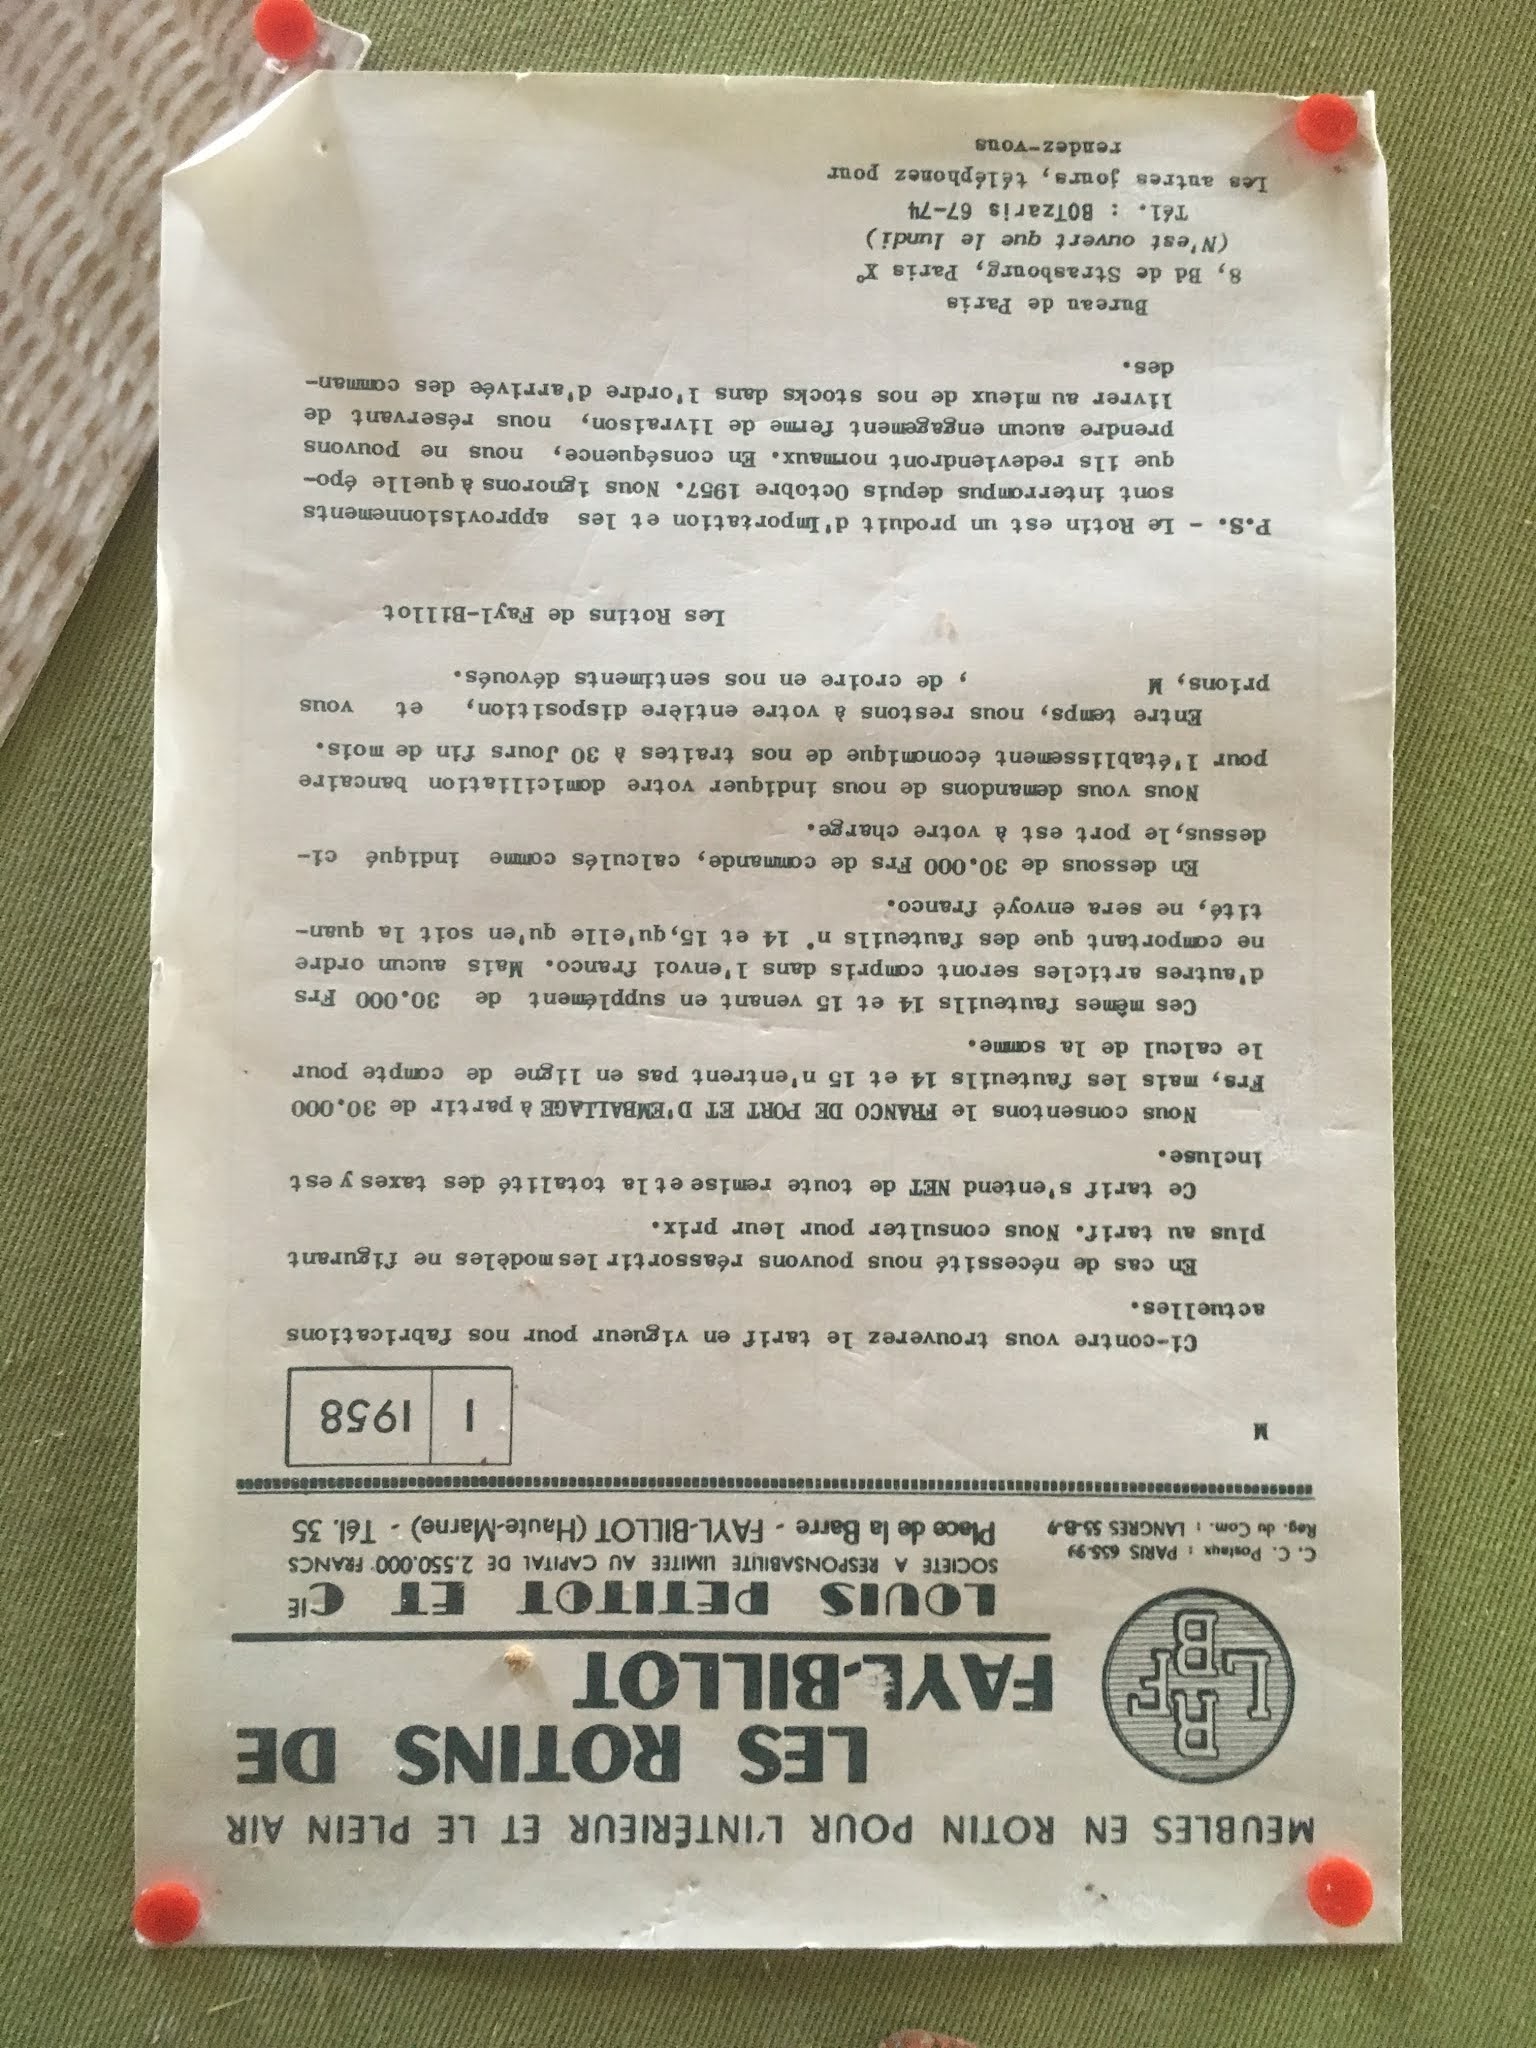 MEUBLES EN ROTIN POUR L'INTÉRIEUR ET LE PLEIN AIR
LES ROTINS DE
FAYL-BILLOT
R
L F
B B
LOUIS PETITOT ET CIE
SOCIETE A RESPONSABILITE LIMITEE AU CAPITAL DE 2.550.000 FRANCS
C. C. Postaux : PARIS 655-99
Reg. du Com. : LANGRES 55-B-9
Place de la Barre - FAYL-BILLOT (Haute-Marne) - Tél. 35
M
1 1958
Ci-contre vous trouverez le tarif en vigueur pour nos fabrications
actuelles.
En cas de nécessité nous pouvons réassortir les modèles ne figurant
plus au tarif. Nous consulter pour leur prix.
Ce tarif s'entend NET de toute remise et la totalité des taxes y est
incluse.
Nous consentons le FRANCO DE PORT ET D'EMBALLAGE à partir de 30.000
Frs, mais les fauteuils 14 et 15 n'entrent pas en ligne de compte pour
le calcul de la somme.
Ces mêmes fauteuils 14 et 15 venant en supplément de 30.000 Frs
d'autres articles seront compris dans l'envoi franco. Mais aucun ordre
ne comportant que des fauteuils n° 14 et 15, qu'elle qu'en soit la quan-
tité, ne sera envoyé franco.
En dessous de 30.000 Frs de commande, calculés comme indiqué ci-
dessus, le port est à votre charge.
Nous vous demandons de nous indiquer votre domiciliation bancaire
pour l'établissement économique de nos traites à 30 Jours fin de mois.
Entre temps, nous restons à votre entière disposition, et vous
prions, M , de croire en nos sentiments dévoués.
Les Rotins de Fayl-Billot
P.S. - Le Rotin est un produit d'Importation et les approvisionnements
sont interrompus depuis Octobre 1957. Nous ignorons à quelle épo-
que ils redeviendront normaux. En conséquence, nous ne pouvons
prendre aucun engagement ferme de livraison, nous réservant de
livrer au mieux de nos stocks dans l'ordre d'arrivée des comman-
des.
Bureau de Paris
8, Bd de Strasbourg, Paris X°
(N'est ouvert que le lundi)
Tél. : BOTzaris 67-74
Les autres jours, téléphonez pour
rendez-vous